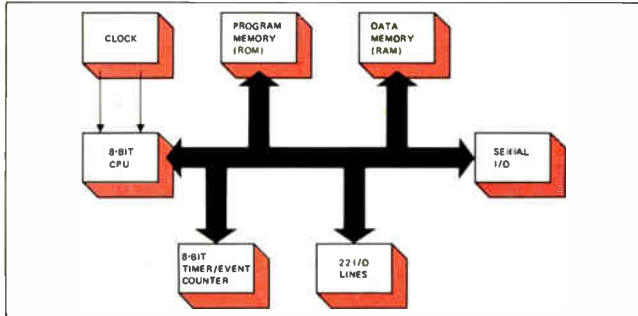 CLOCK
PROGRAM
MEMORY
(ROM)
DATA
MEMORY
(RAM)
8-BIT
CPU
SERIAL
I/O
8-BIT
TIMER/EVENT
COUNTER
22 I/O
LINES